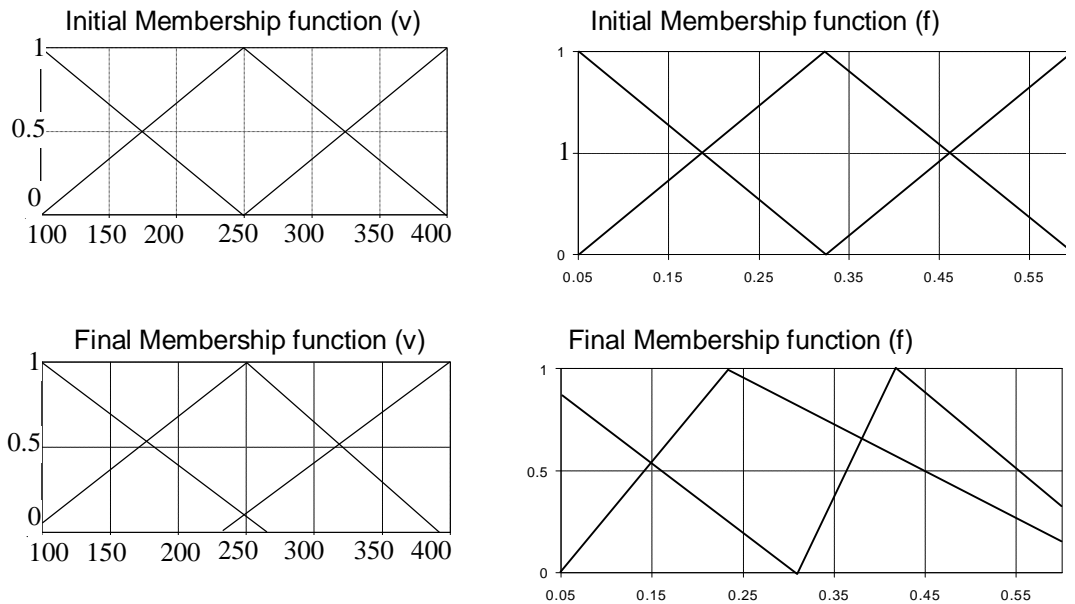 Initial Membership function (v)
1
0.5
0
100 150 200 250 300 350 400
Initial Membership function (f)
1
1
0
0.05 0.15 0.25 0.35 0.45 0.55
Final Membership function (v)
1
0.5
0
100 150 200 250 300 350 400
Final Membership function (f)
1
0.5
0
0.05 0.15 0.25 0.35 0.45 0.55